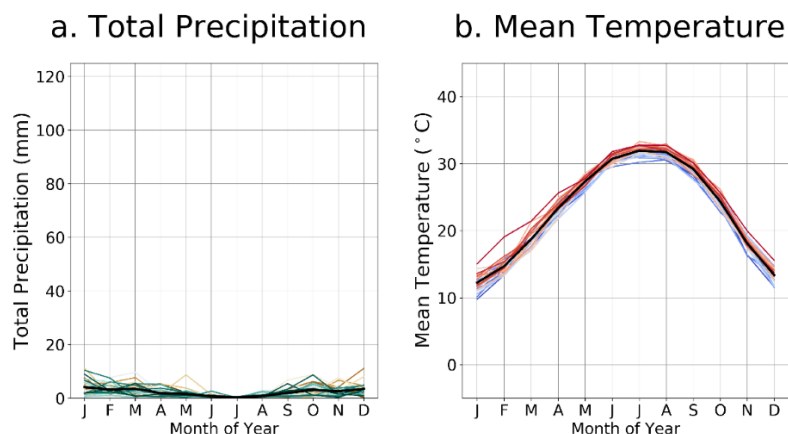 a. Total Precipitation
b. Mean Temperature
Total Precipitation (mm)
120
100
80
60
40
20
0
J F M A M J J A S O N D
Month of Year
Mean Temperature (°C)
40
30
20
10
0
J F M A M J J A S O N D
Month of Year